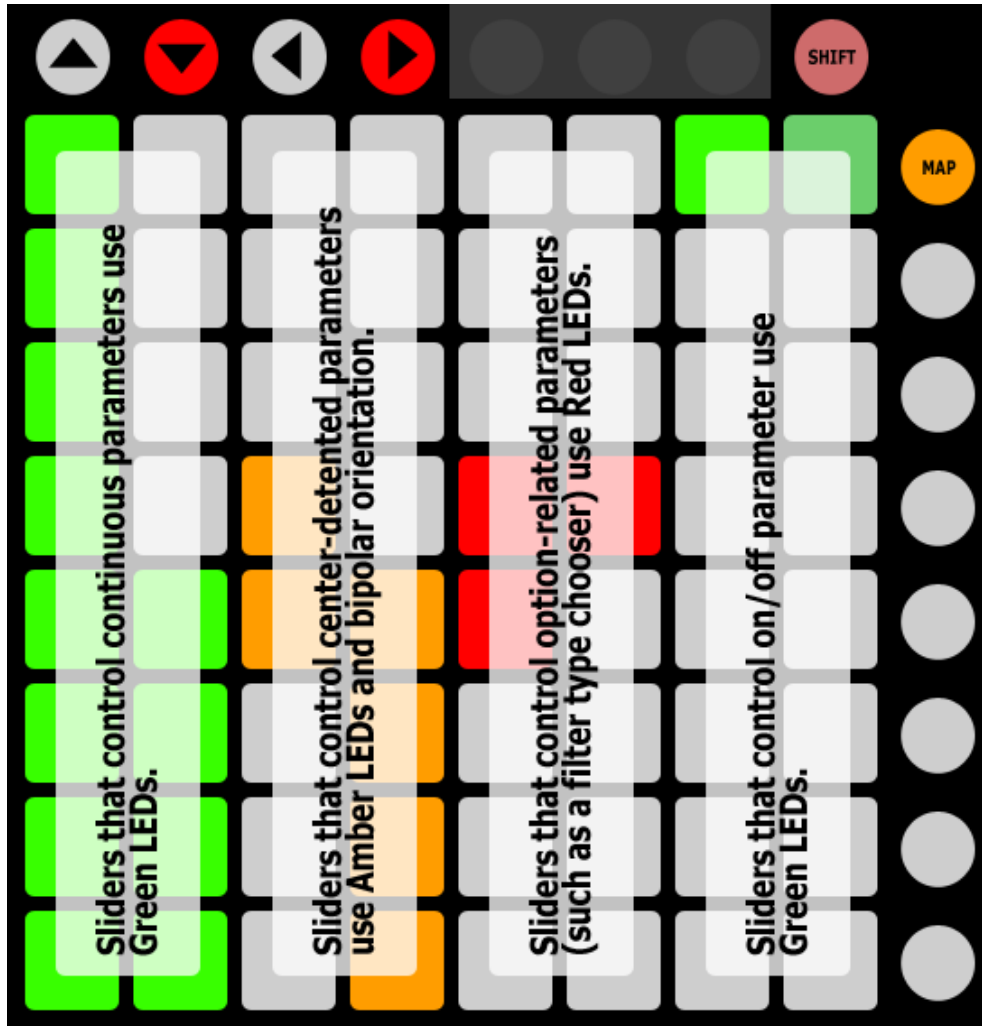 SHIFT
MAP
Sliders that control continuous parameters use
Green LEDs.
Sliders that control center-detented parameters
use Amber LEDs and bipolar orientation.
Sliders that control option-related parameters
(such as a filter type chooser) use Red LEDs.
Sliders that control on/off parameter use
Green LEDs.